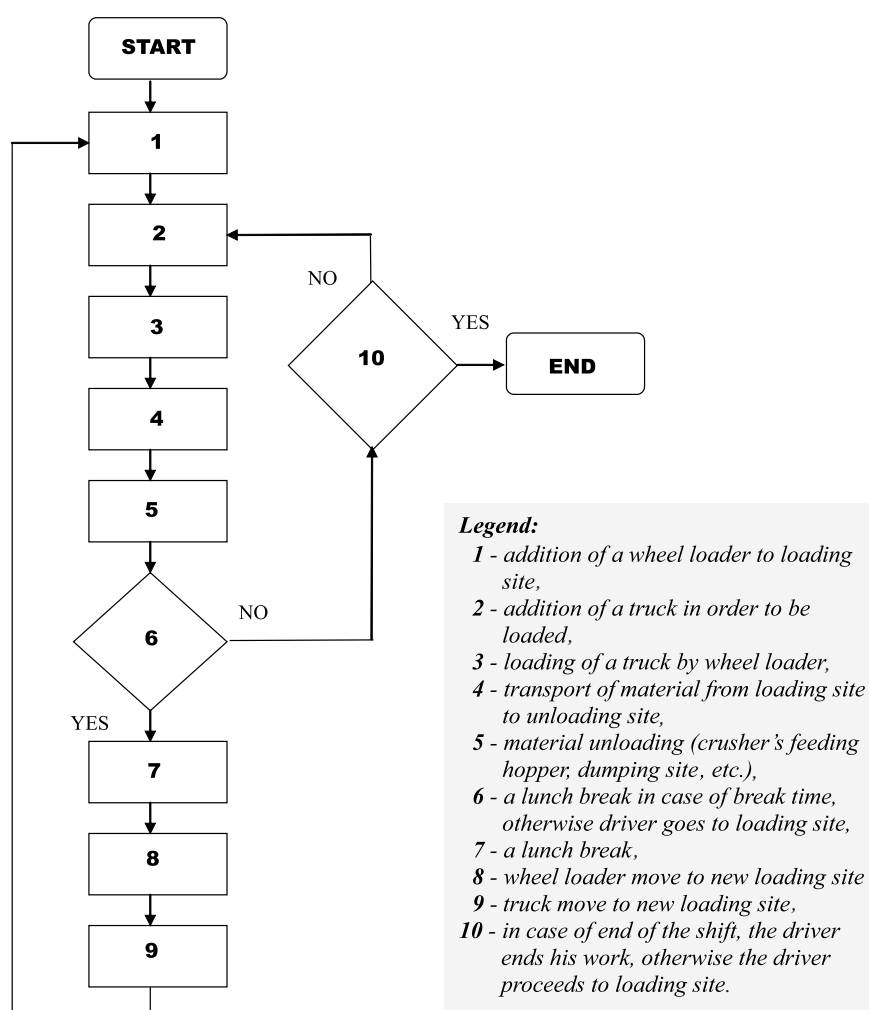 START
1
2
NO
3
YES
10
END
4
5
Legend:
1 - addition of a wheel loader to loading
site,
2 - addition of a truck in order to be
loaded,
3 - loading of a truck by wheel loader,
4 - transport of material from loading site
to unloading site,
5 - material unloading (crusher's feeding
hopper, dumping site, etc.),
6 - a lunch break in case of break time,
otherwise driver goes to loading site,
7 - a lunch break,
8 - wheel loader move to new loading site
9 - truck move to new loading site,
10 - in case of end of the shift, the driver
ends his work, otherwise the driver
proceeds to loading site.
NO
6
YES
7
8
9